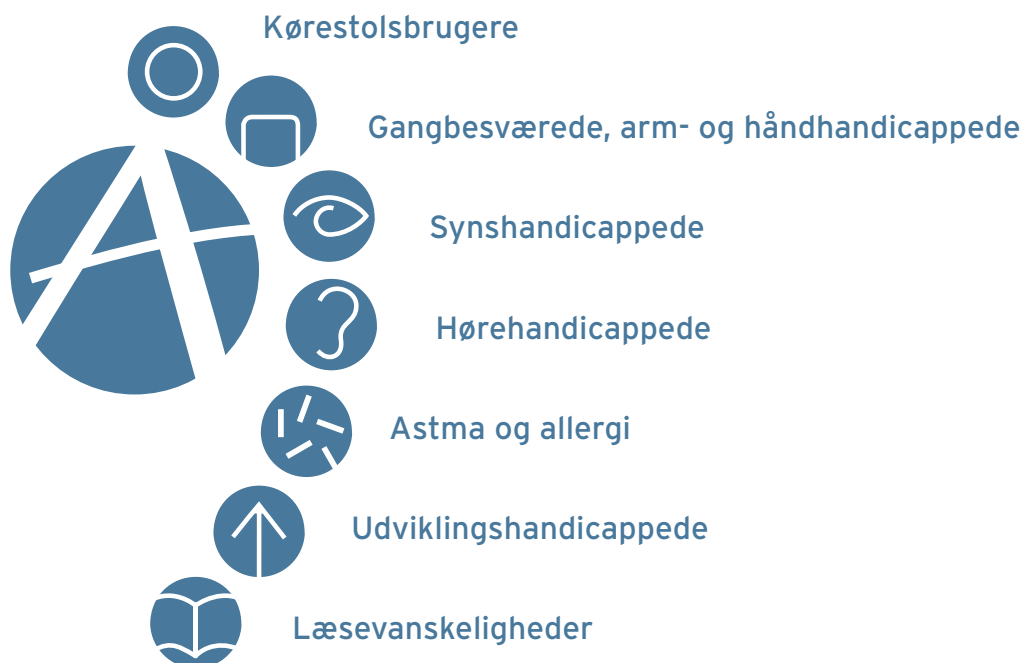 Kørestolsbrugere
Gangbesværede, arm- og håndhandicappede
Synshandicappede
Hørehandicappede
Astma og allergi
Udviklingshandicappede
Læsevanskeligheder